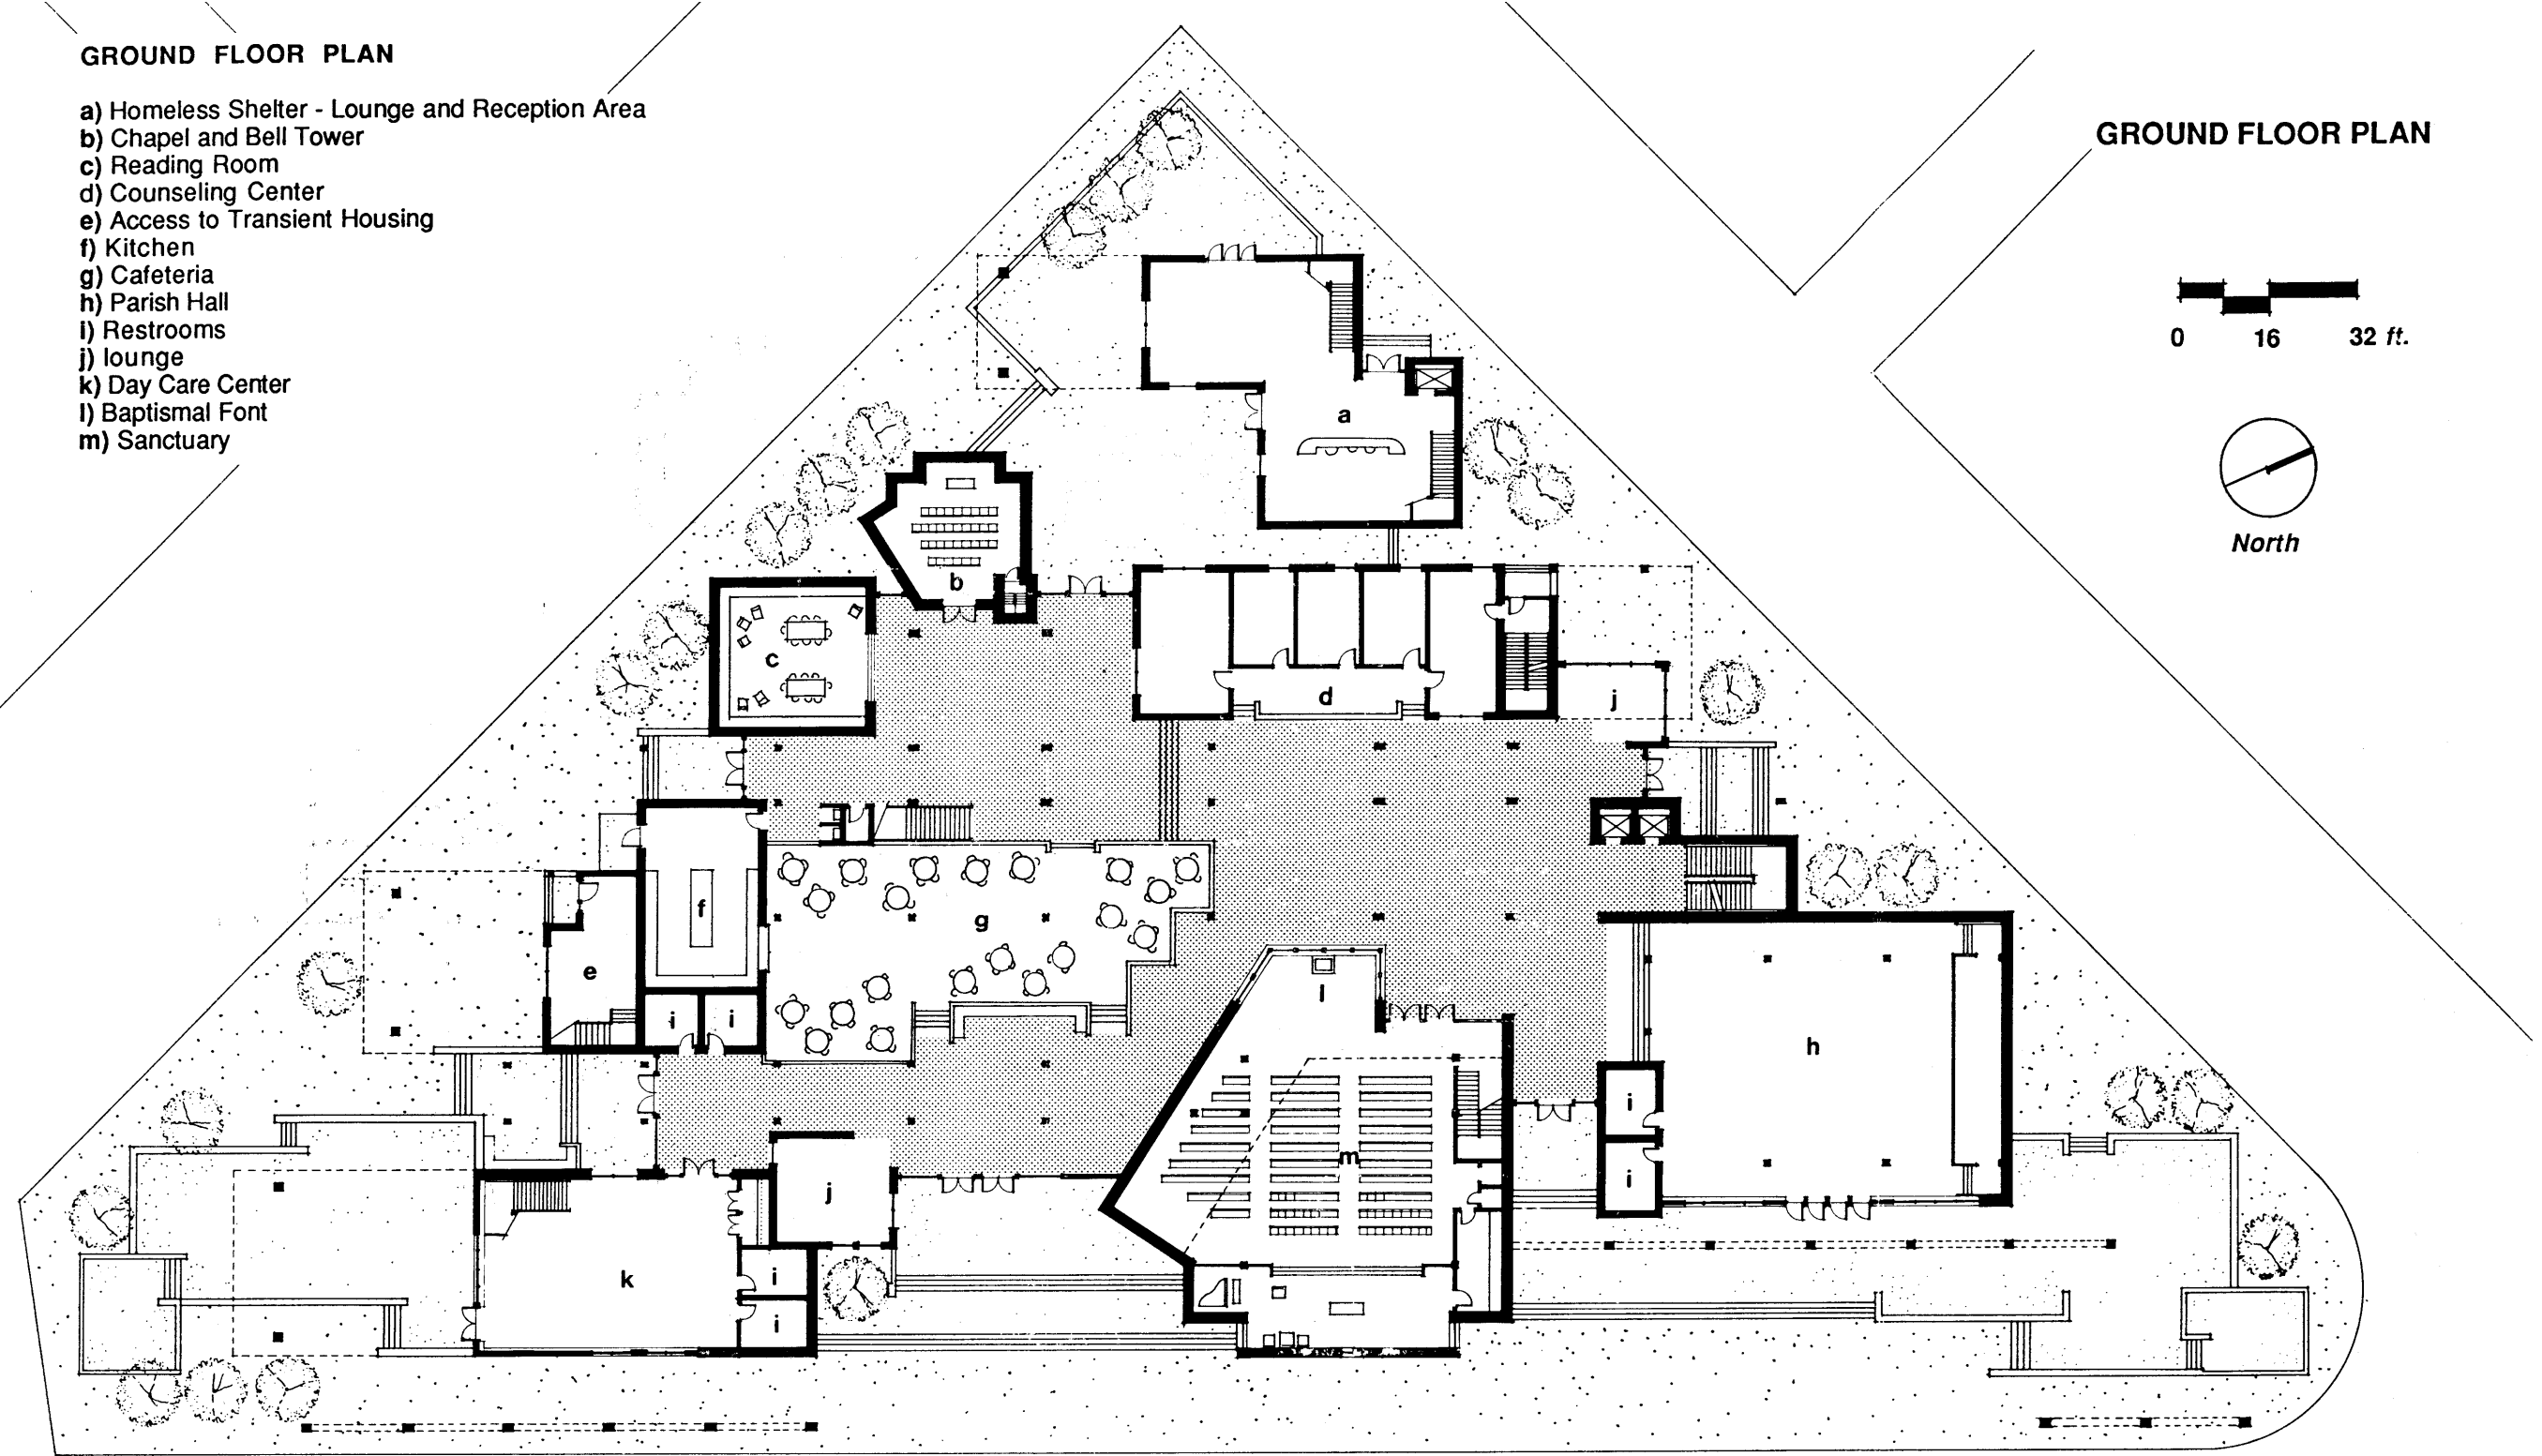 GROUND FLOOR PLAN
a) Homeless Shelter - Lounge and Reception Area
b) Chapel and Bell Tower
c) Reading Room
d) Counseling Center
e) Access to Transient Housing
f) Kitchen
g) Cafeteria
h) Parish Hall
i) Restrooms
j) lounge
k) Day Care Center
l) Baptismal Font
m) Sanctuary
GROUND FLOOR PLAN
0 16 32 ft.
North
a
b
c
d
j
f
g
e
l
i i
h
i
m
i
j
k
i
i